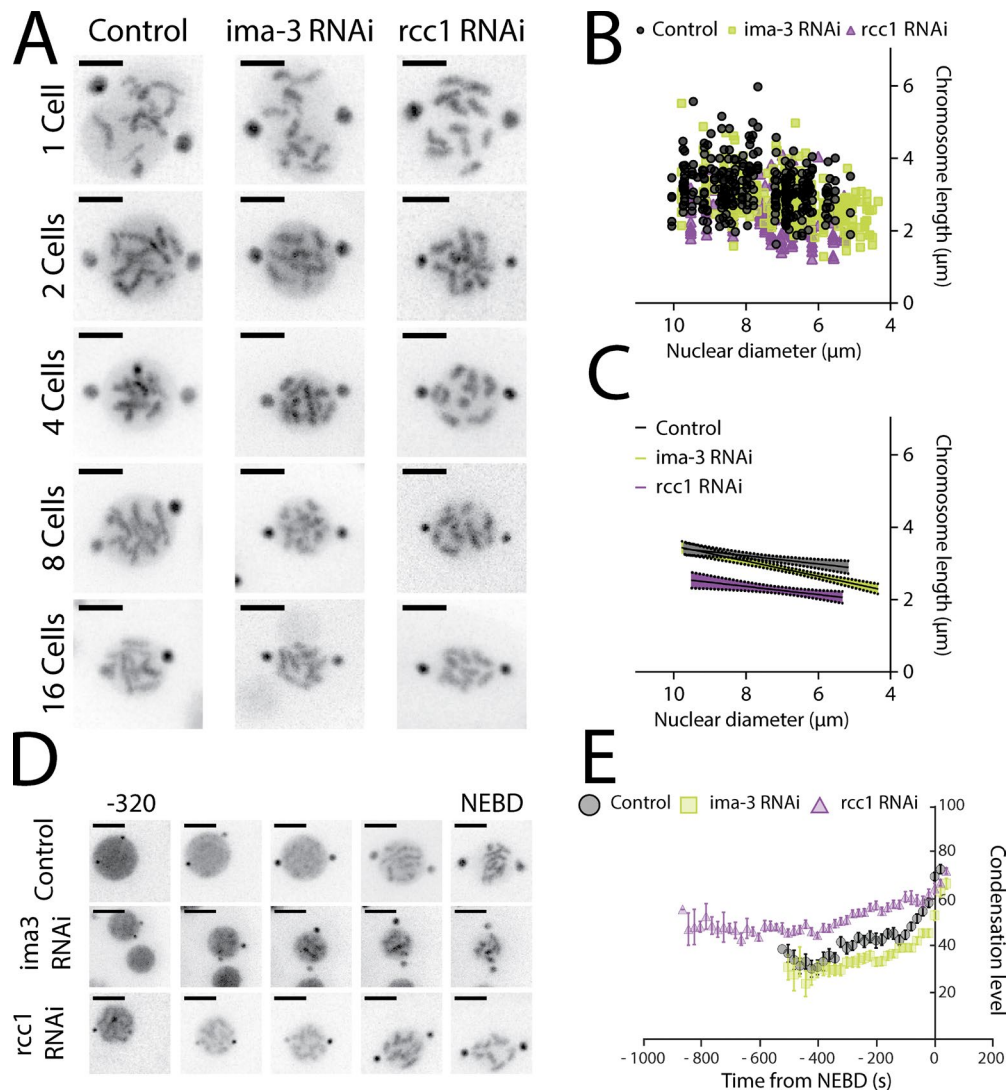 A
Control ima-3 RNAi rcc1 RNAi
1 Cell
2 Cells
4 Cells
8 Cells
16 Cells
B
Control ima-3 RNAi rcc1 RNAi
6
4
2
0
Chromosome length (µm)
10 8 6 4
Nuclear diameter (µm)
C
Control
ima-3 RNAi
rcc1 RNAi
6
4
2
0
Chromosome length (µm)
10 8 6 4
Nuclear diameter (µm)
D
-320 NEBD
Control
ima3
RNAi
rcc1
RNAi
E
Control ima-3 RNAi rcc1 RNAi
100
80
60
40
20
Condensation level
- 1000 - 800 - 600 - 400 - 200 0 200
Time from NEBD (s)